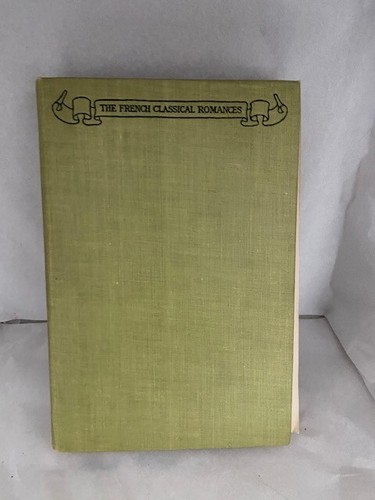 THE FRENCH CLASSICAL ROMANCES